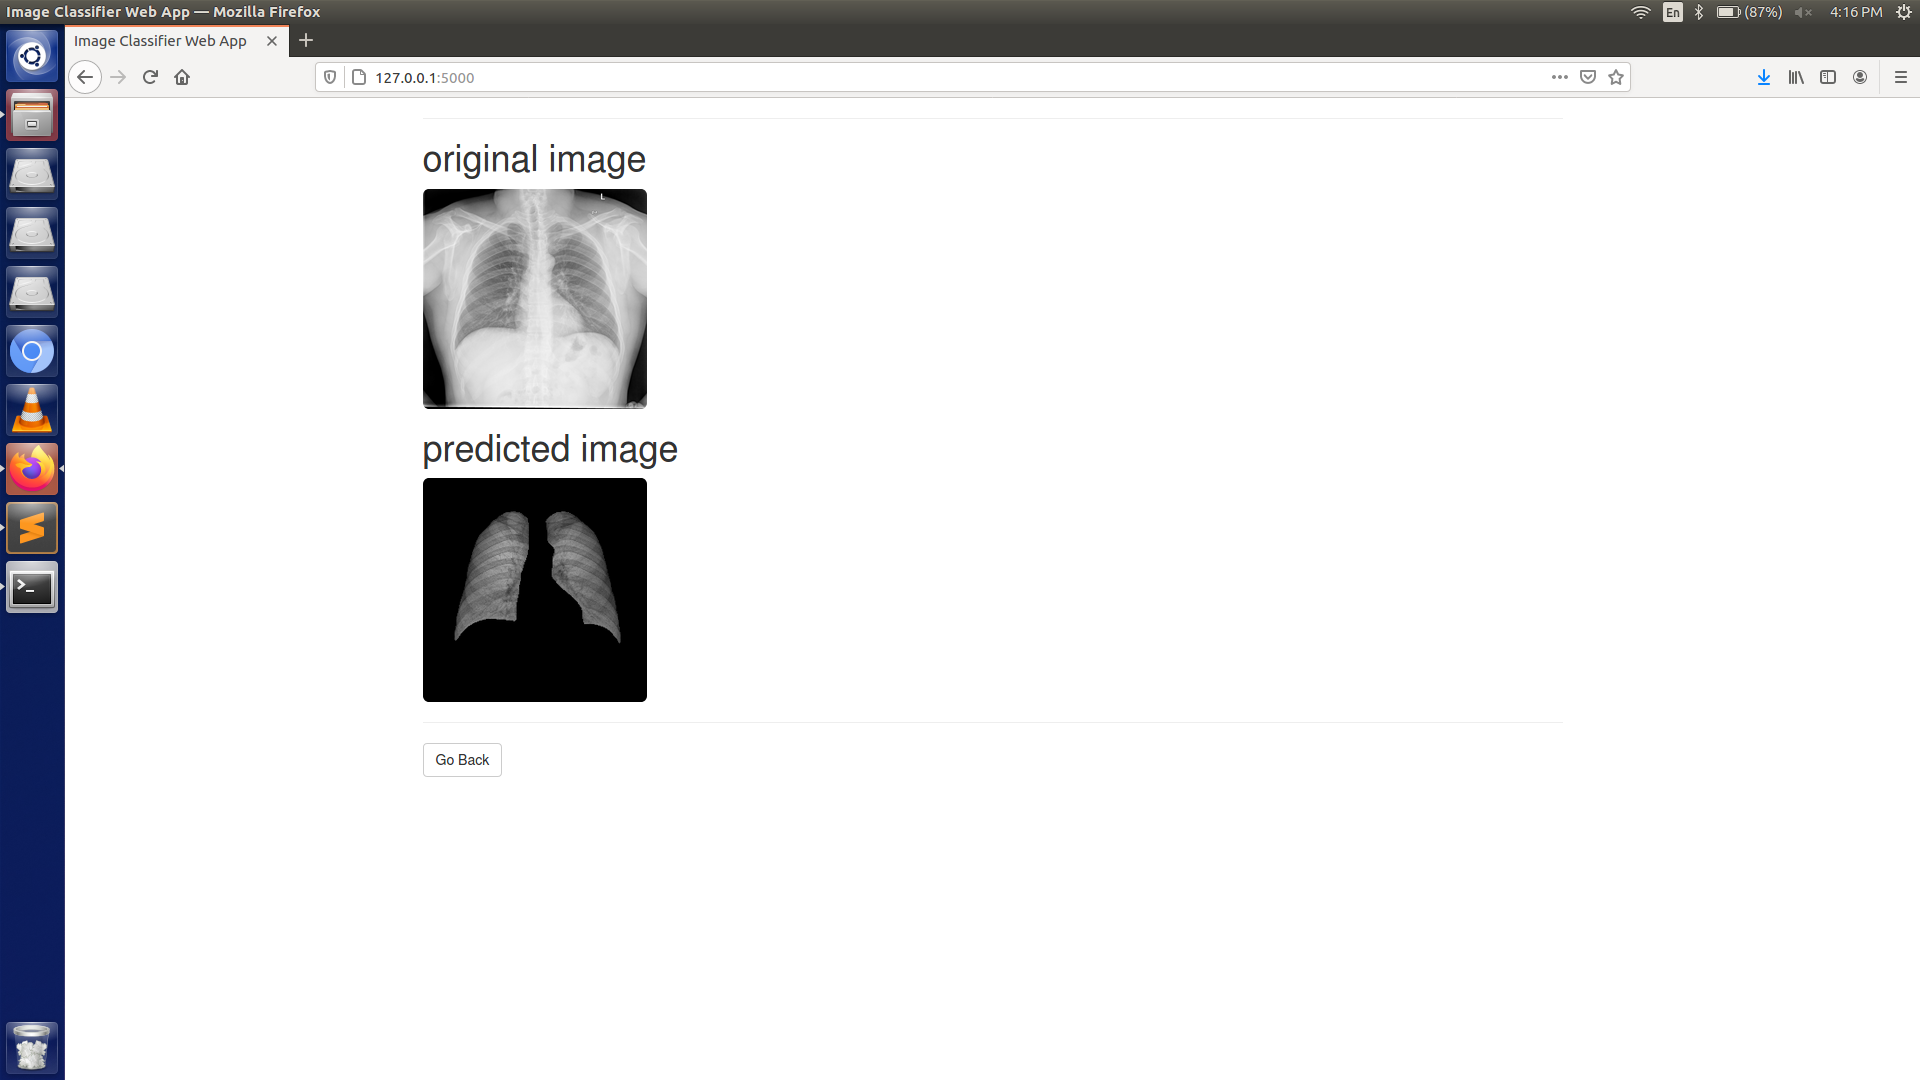 Image Classifier Web App — Mozilla Firefox
En
(87%)
4:16 PM
Image Classifier Web App
127.0.0.1:5000
original image
L
predicted image
Go Back